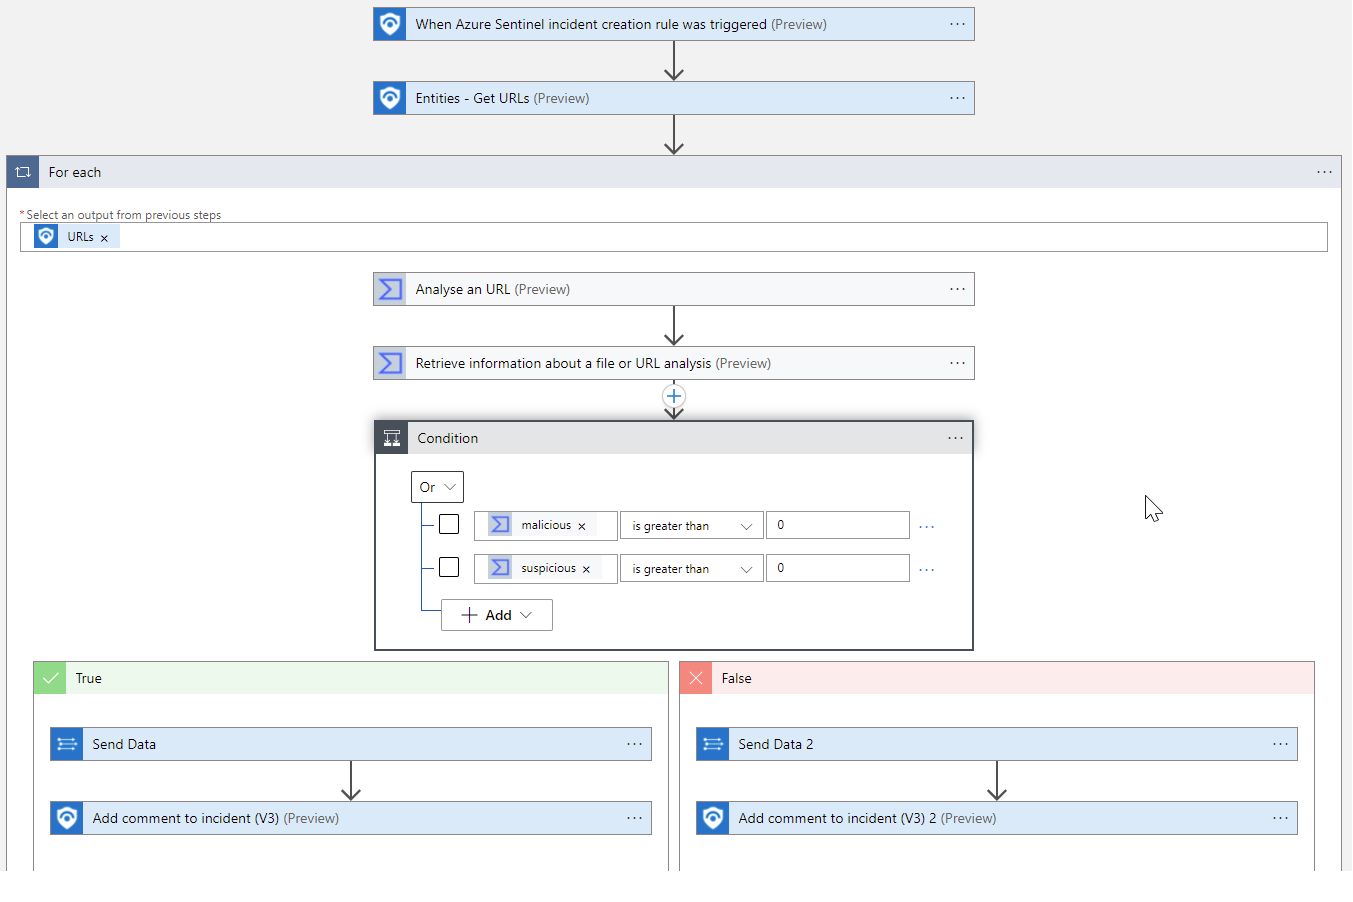 When Azure Sentinel incident creation rule was triggered (Preview)
Entities - Get URLs (Preview)
For each
* Select an output from previous steps
URLs ×
Analyse an URL (Preview)
Retrieve information about a file or URL analysis (Preview)
Condition
Or
malicious × is greater than 0
suspicious × is greater than 0
Add
True
False
Send Data
Send Data 2
Add comment to incident (V3) (Preview)
Add comment to incident (V3) 2 (Preview)